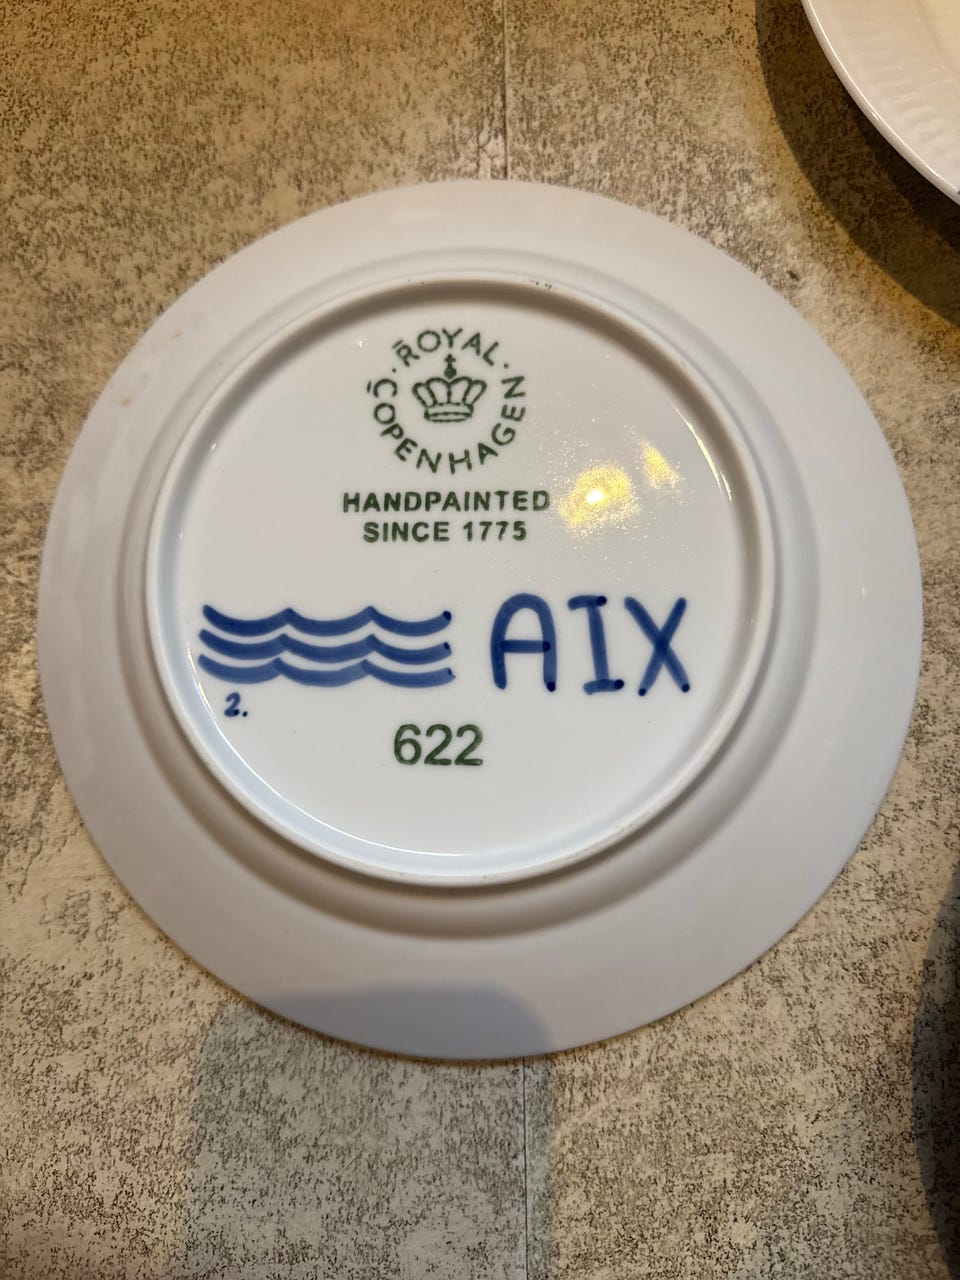 ROYAL
COPENHAGEN
HANDPAINTED
SINCE 1775
AIX
2.
622